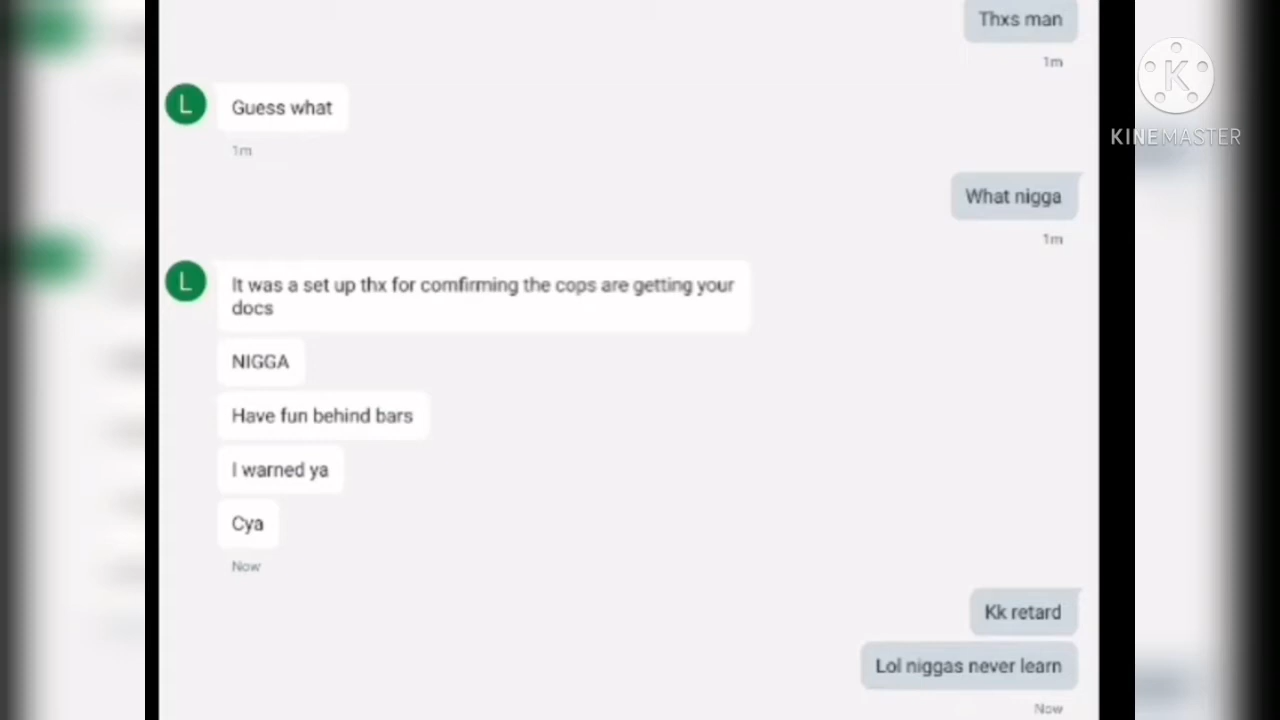 Thxs man
1m
L
Guess what
1m
What nigga
1m
L
It was a set up thx for comfirming the cops are getting your
docs
NIGGA
Have fun behind bars
I warned ya
Cya
Now
Kk retard
Lol niggas never learn
Now
K
KINEMASTER